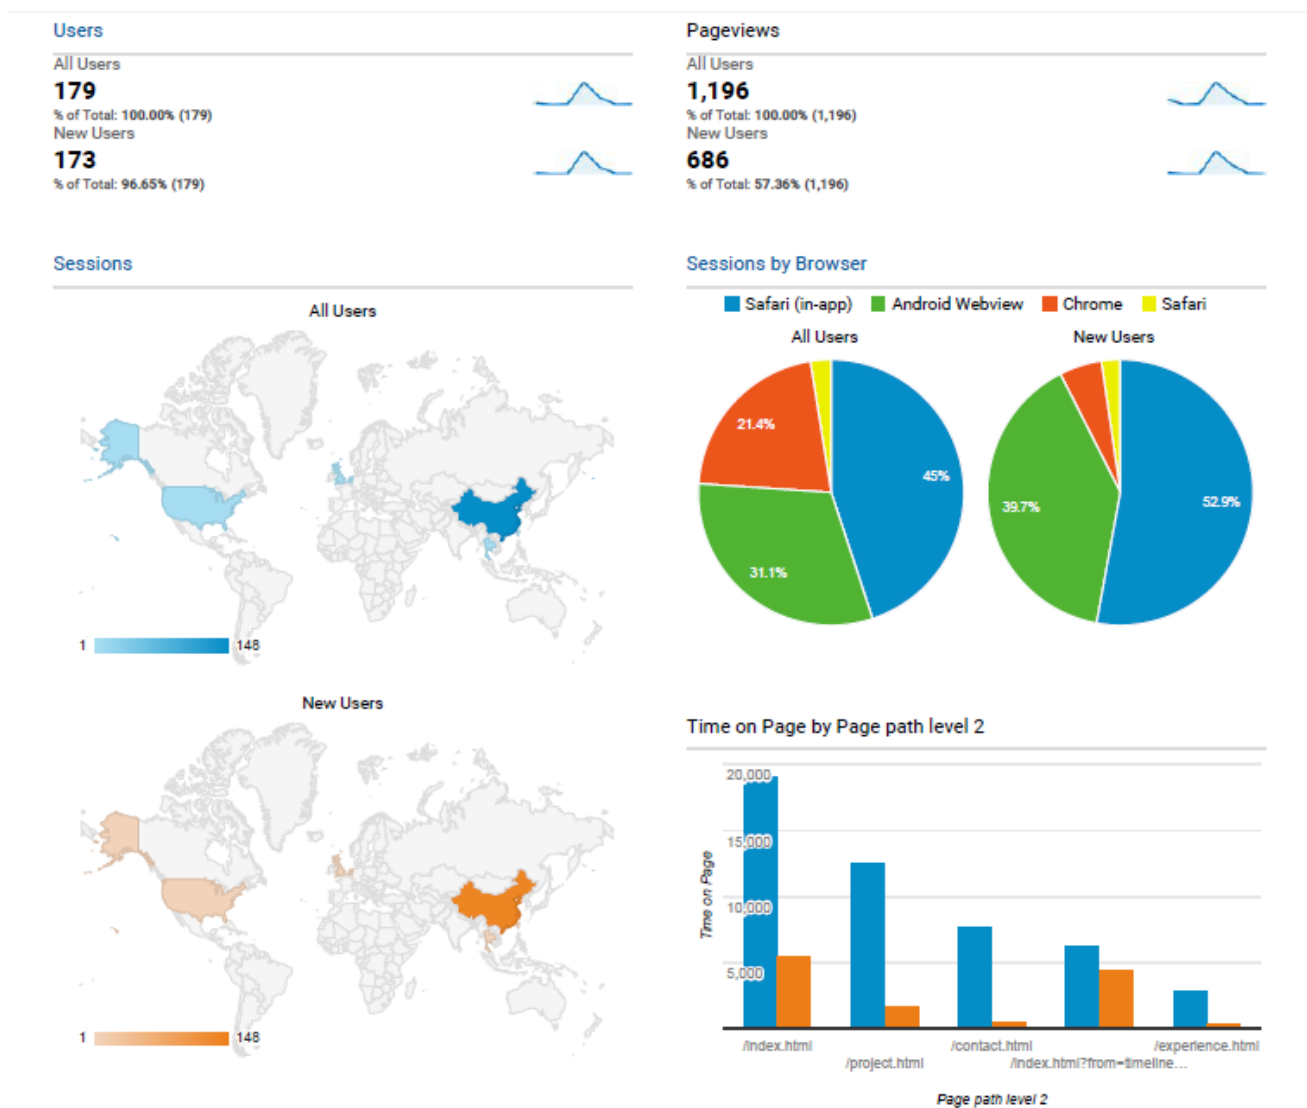 Users
All Users
179
% of Total: 100.00% (179)
New Users
173
% of Total: 96.65% (179)
Pageviews
All Users
1,196
% of Total: 100.00% (1,196)
New Users
686
% of Total: 57.36% (1,196)
Sessions
All Users
1 148
New Users
1 148
Sessions by Browser
Safari (in-app) Android Webview Chrome Safari
All Users New Users
21.4%
45%
31.1%
39.7%
52.9%
Time on Page by Page path level 2
Time on Page
20,000
15,000
10,000
5,000
/index.html
/project.html
/contact.html
/index.html?from=timeline...
/experience.html
Page path level 2